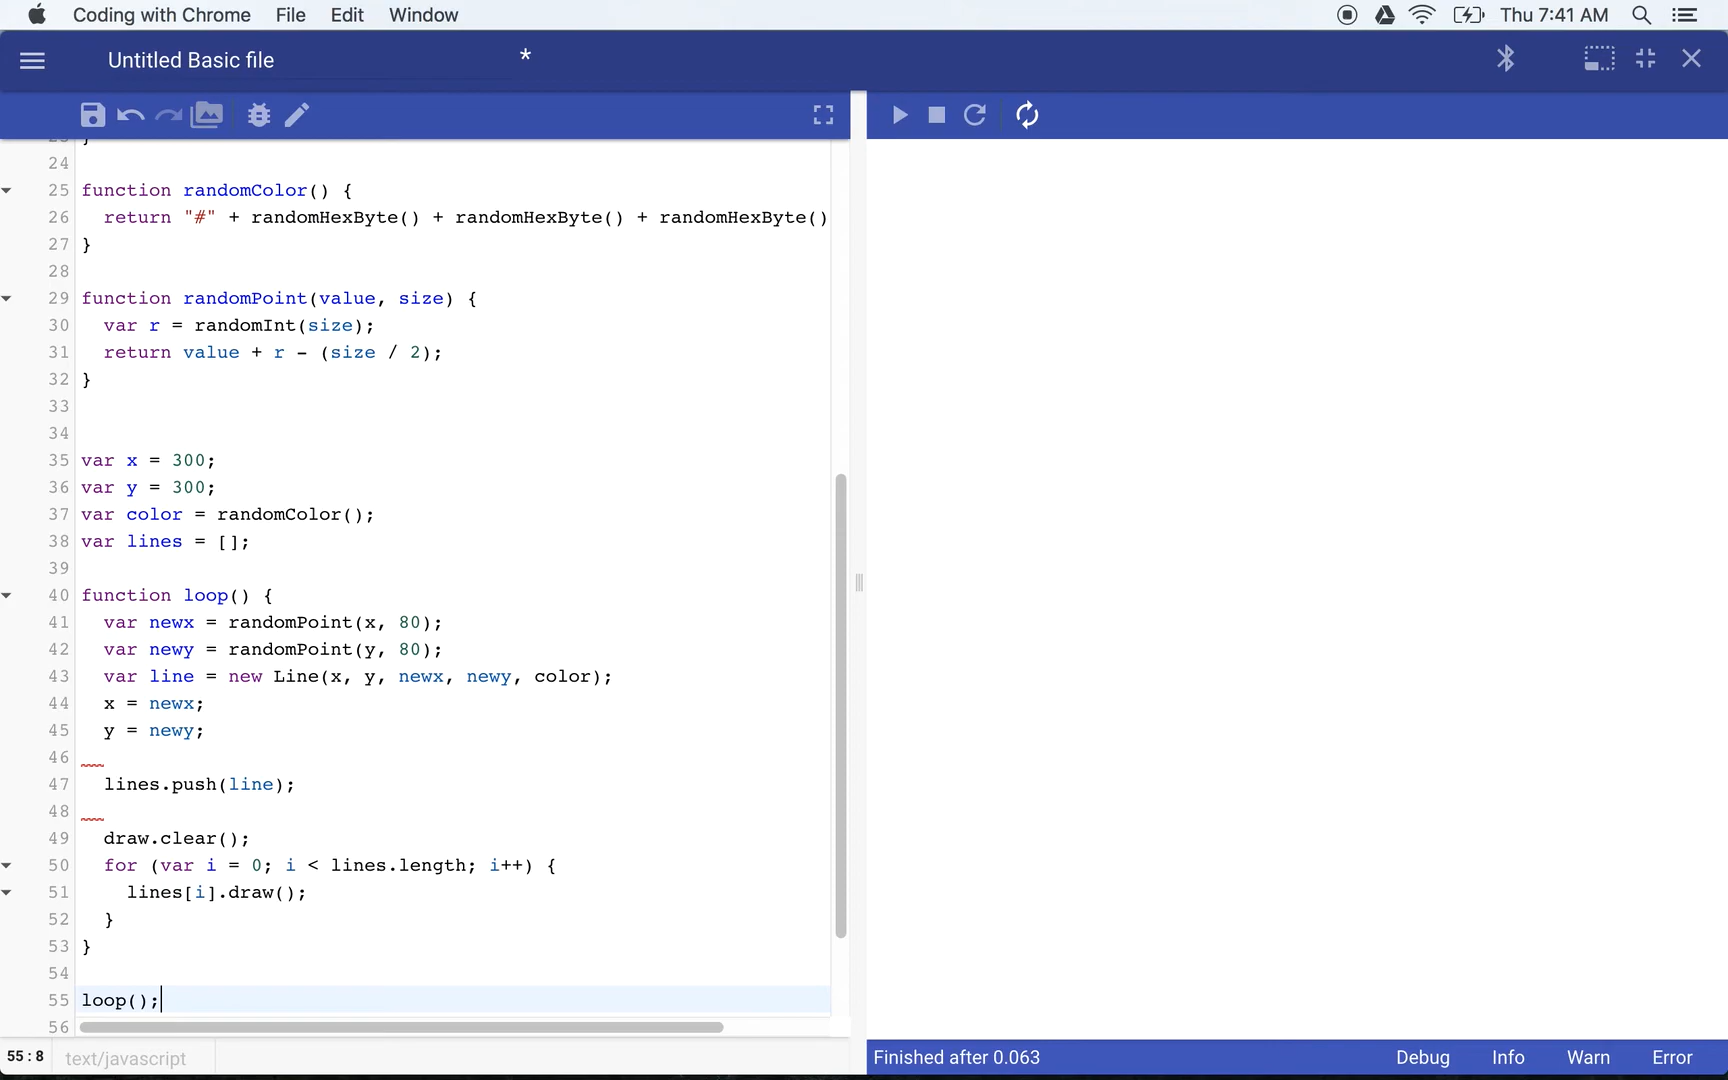 Coding with Chrome File Edit Window Thu 7:41 AM
Untitled Basic file *
24
25 function randomColor() {
26 return "#" + randomHexByte() + randomHexByte() + randomHexByte()
27 }
28
29 function randomPoint(value, size) {
30 var r = randomInt(size);
31 return value + r - (size / 2);
32 }
33
34
35 var x = 300;
36 var y = 300;
37 var color = randomColor();
38 var lines = [];
39
40 function loop() {
41 var newx = randomPoint(x, 80);
42 var newy = randomPoint(y, 80);
43 var line = new Line(x, y, newx, newy, color);
44 x = newx;
45 y = newy;
46
47 lines.push(line);
48
49 draw.clear();
50 for (var i = 0; i < lines.length; i++) {
51 lines[i].draw();
52 }
53 }
54
55 loop();
56
55:8 text/javascript Finished after 0.063 Debug Info Warn Error